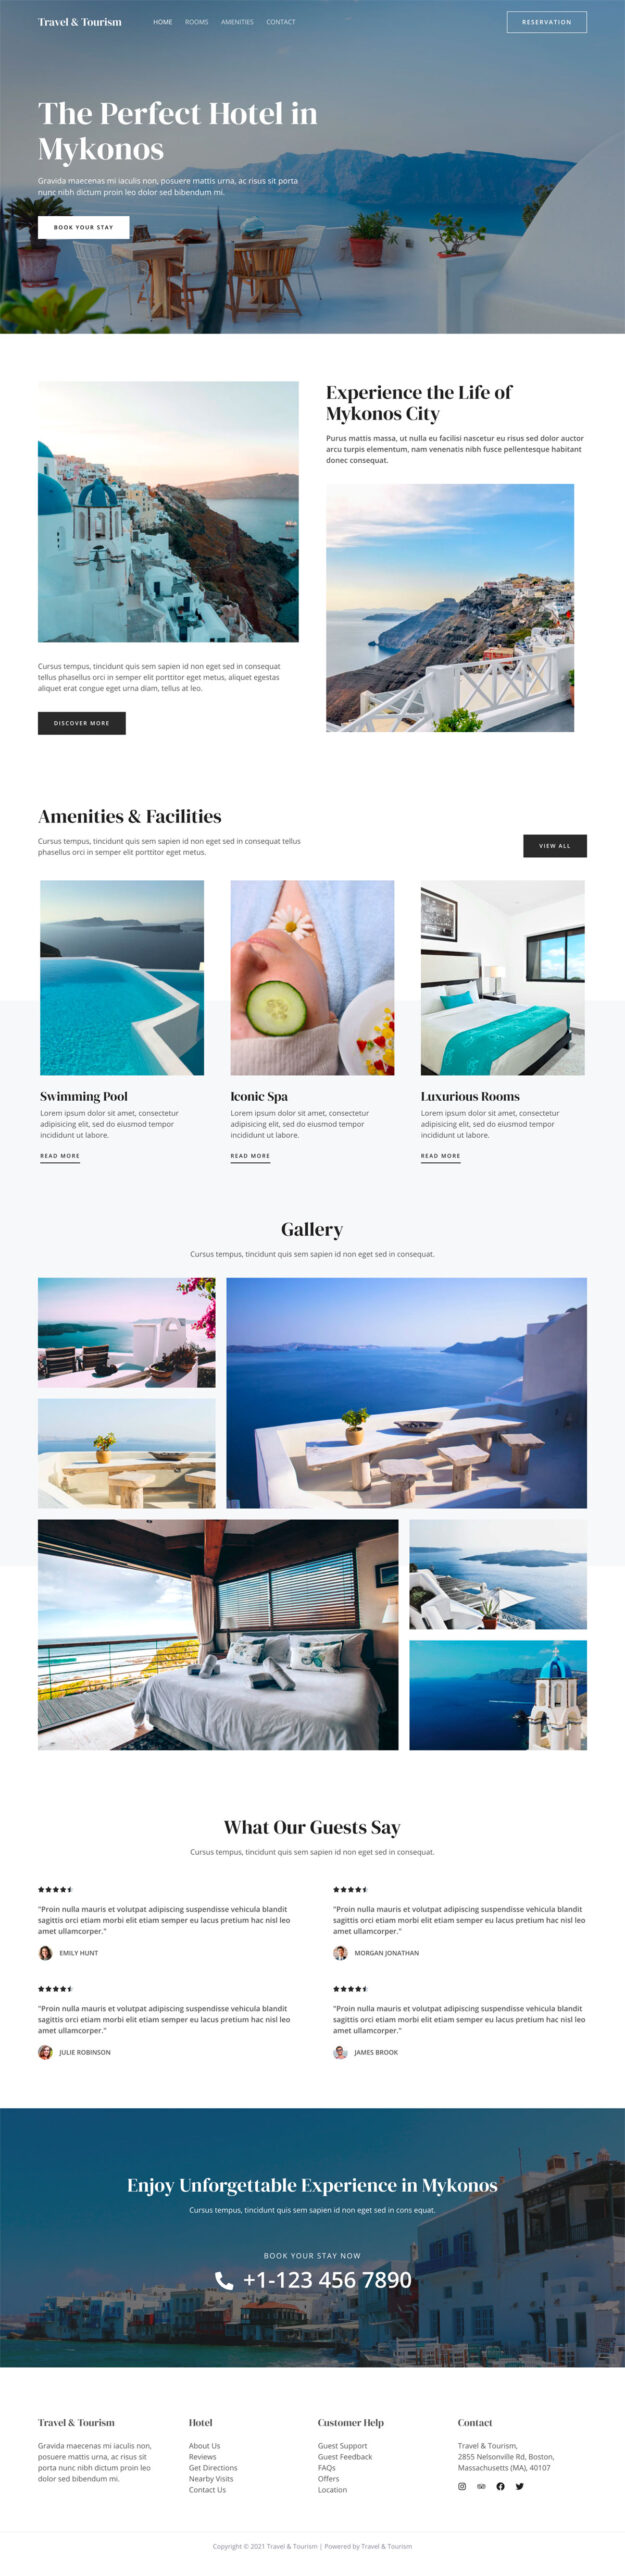 Travel & Tourism
HOME
ROOMS
AMENITIES
CONTACT
RESERVATION
The Perfect Hotel in
Mykonos
Gravida maecenas mi iaculis non, posuere mattis urna, ac risus sit porta
nunc nibh dictum proin leo dolor sed bibendum mi.
BOOK YOUR STAY
Experience the Life of
Mykonos City
Purus mattis massa, ut nulla eu facilisi nascetur eu risus sed dolor auctor
arcu turpis elementum, nam venenatis nibh fusce pellentesque habitant
donec consequat.
Cursus tempus, tincidunt quis sem sapien id non eget sed in consequat
tellus phasellus orci in semper elit porttitor eget metus, aliquet egestas
aliquet erat congue eget urna diam, tellus at leo.
DISCOVER MORE
Amenities & Facilities
Cursus tempus, tincidunt quis sem sapien id non eget sed in consequat tellus
phasellus orci in semper elit porttitor eget metus.
VIEW ALL
Swimming Pool
Lorem ipsum dolor sit amet, consectetur
adipisicing elit, sed do eiusmod tempor
incididunt ut labore.
READ MORE
Iconic Spa
Lorem ipsum dolor sit amet, consectetur
adipisicing elit, sed do eiusmod tempor
incididunt ut labore.
READ MORE
Luxurious Rooms
Lorem ipsum dolor sit amet, consectetur
adipisicing elit, sed do eiusmod tempor
incididunt ut labore.
READ MORE
Gallery
Cursus tempus, tincidunt quis sem sapien id non eget sed in consequat.
What Our Guests Say
Cursus tempus, tincidunt quis sem sapien id non eget sed in consequat.
"Proin nulla mauris et volutpat adipiscing suspendisse vehicula blandit
sagittis orci etiam morbi elit etiam semper eu lacus pretium hac nisl leo
amet ullamcorper."
EMILY HUNT
"Proin nulla mauris et volutpat adipiscing suspendisse vehicula blandit
sagittis orci etiam morbi elit etiam semper eu lacus pretium hac nisl leo
amet ullamcorper."
MORGAN JONATHAN
"Proin nulla mauris et volutpat adipiscing suspendisse vehicula blandit
sagittis orci etiam morbi elit etiam semper eu lacus pretium hac nisl leo
amet ullamcorper."
JULIE ROBINSON
"Proin nulla mauris et volutpat adipiscing suspendisse vehicula blandit
sagittis orci etiam morbi elit etiam semper eu lacus pretium hac nisl leo
amet ullamcorper."
JAMES BROOK
Enjoy Unforgettable Experience in Mykonos
Cursus tempus, tincidunt quis sem sapien id non eget sed in cons equat.
BOOK YOUR STAY NOW
+1-123 456 7890
Travel & Tourism
Gravida maecenas mi iaculis non,
posuere mattis urna, ac risus sit
porta nunc nibh dictum proin leo
dolor sed bibendum mi.
Hotel
About Us
Reviews
Get Directions
Nearby Visits
Contact Us
Customer Help
Guest Support
Guest Feedback
FAQs
Offers
Location
Contact
Travel & Tourism,
2855 Nelsonville Rd, Boston,
Massachusetts (MA), 40107
Copyright © 2021 Travel & Tourism | Powered by Travel & Tourism